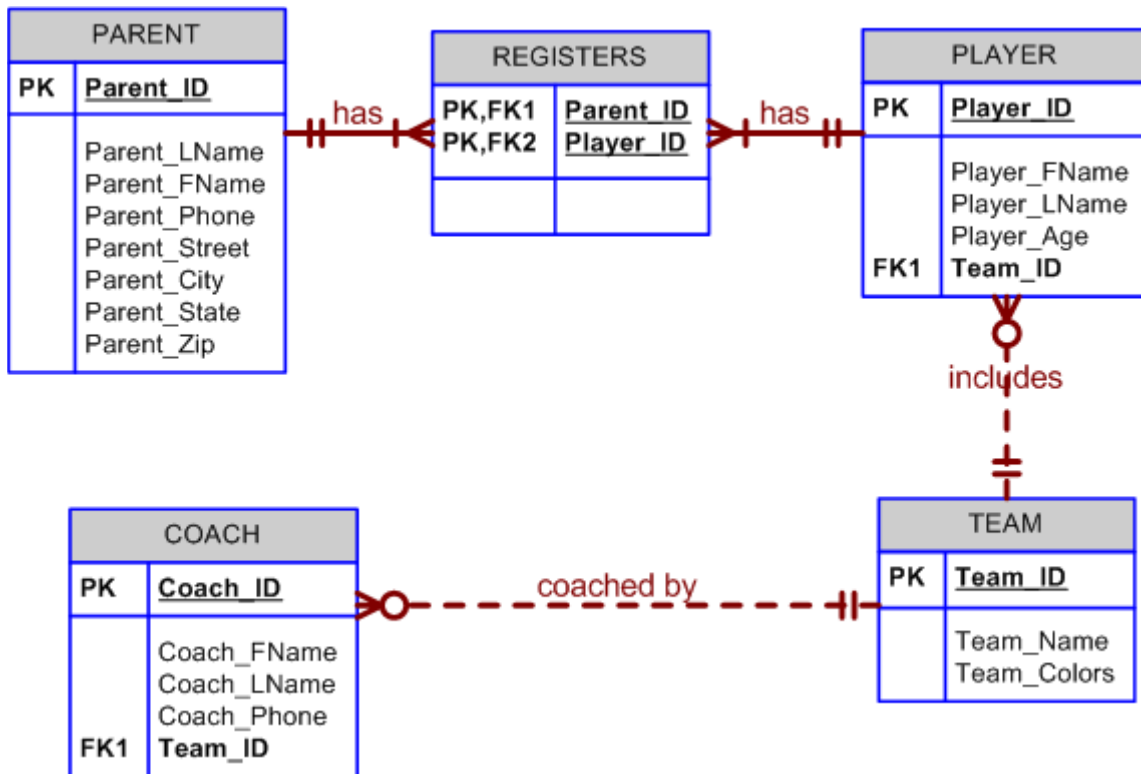 PARENT
PK Parent_ID
Parent_LName
Parent_FName
Parent_Phone
Parent_Street
Parent_City
Parent_State
Parent_Zip
has
REGISTERS
PK,FK1 Parent_ID
PK,FK2 Player_ID
has
PLAYER
PK Player_ID
Player_FName
Player_LName
Player_Age
FK1 Team_ID
includes
COACH
PK Coach_ID
Coach_FName
Coach_LName
Coach_Phone
FK1 Team_ID
coached by
TEAM
PK Team_ID
Team_Name
Team_Colors